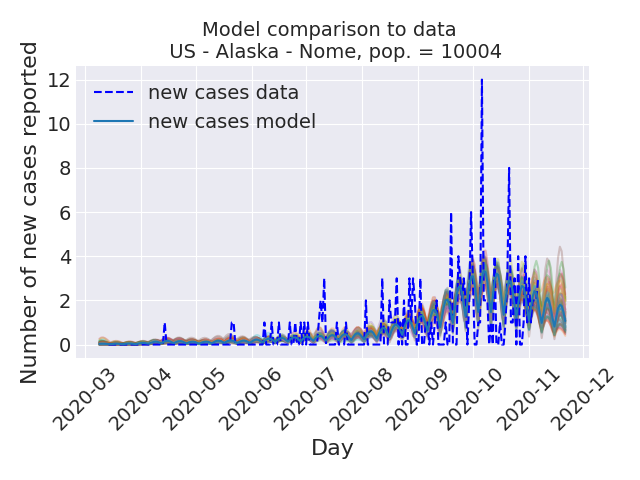 Model comparison to data
US - Alaska - Nome, pop. = 10004
Number of new cases reported
12
10
8
6
4
2
0
new cases data
new cases model
2020-03
2020-04
2020-05
2020-06
2020-07
2020-08
2020-09
2020-10
2020-11
2020-12
Day